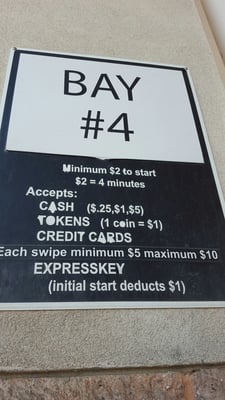 BAY
#4
Minimum $2 to start
$2 = 4 minutes
Accepts:
CASH ($.25,$1,$5)
TOKENS (1 coin = $1)
CREDIT CARDS
Each swipe minimum $5 maximum $10
EXPRESSKEY
(initial start deducts $1)